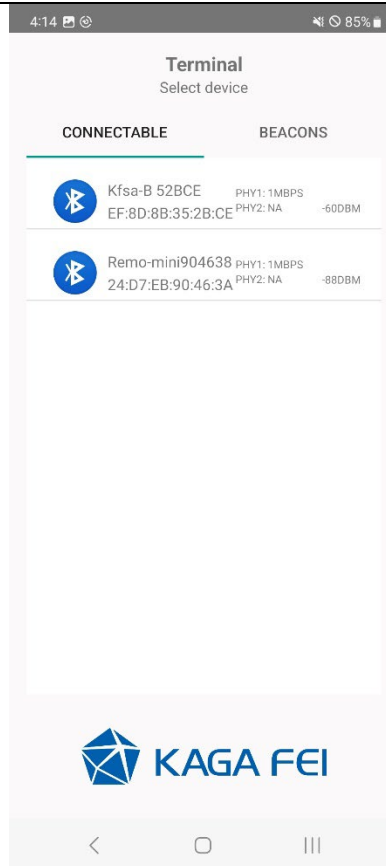 4:14 85%
Terminal
Select device
CONNECTABLE BEACONS
Kfsa-B 52BCE PHY1: 1MBPS
EF:8D:8B:35:2B:CE PHY2: NA -60DBM
Remo-mini904638 PHY1: 1MBPS
24:D7:EB:90:46:3A PHY2: NA -88DBM
KAGA FEI